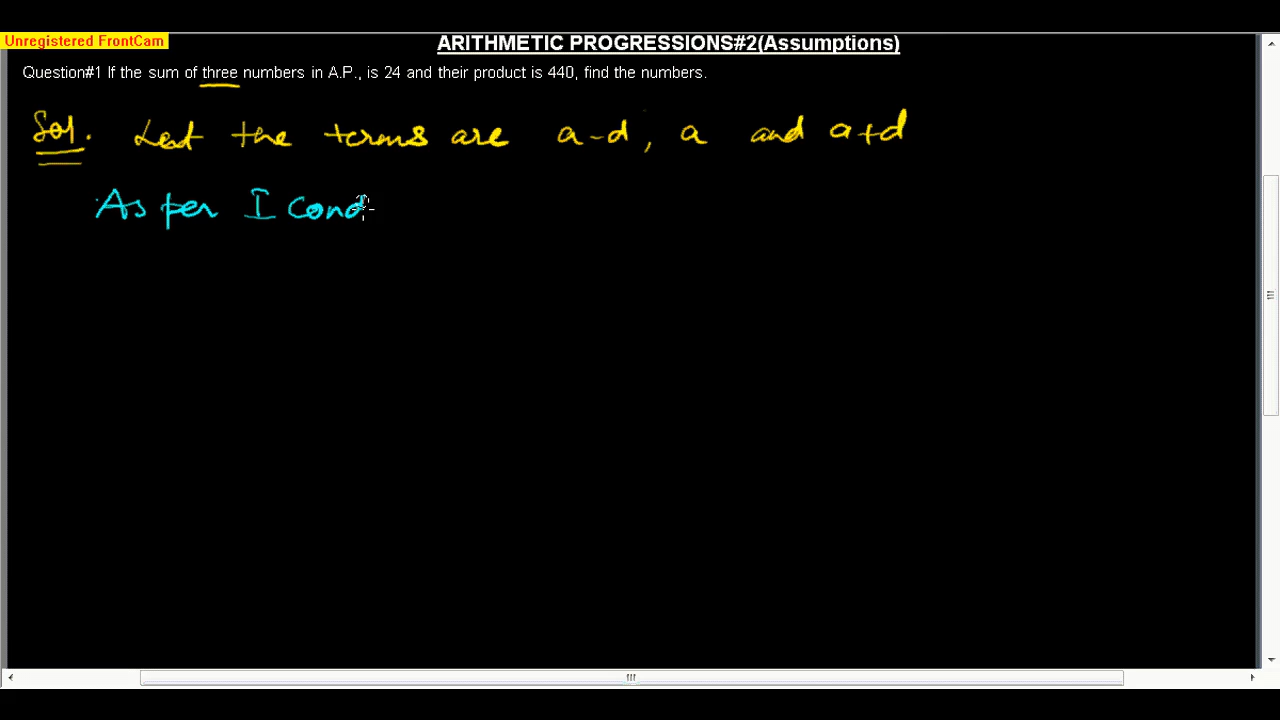 Unregistered FrontCam
ARITHMETIC PROGRESSIONS#2(Assumptions)
Question#1 If the sum of three numbers in A.P., is 24 and their product is 440, find the numbers.
Sol. Let the terms are a-d, a and a+d
As per I Cond